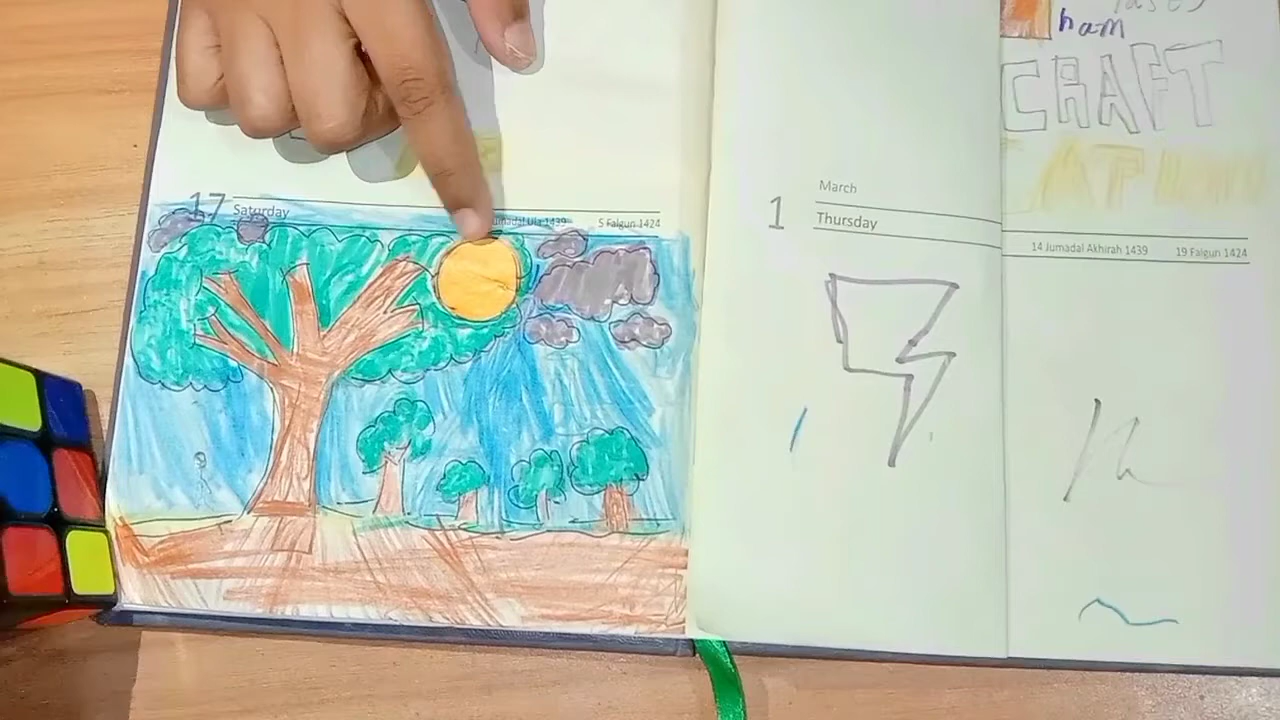 17 Saturday
Jumadal Ula 1439
5 Falgun 1424
March
1 Thursday
ham
CRAFT
14 Jumadal Akhirah 1439
19 Falgun 1424